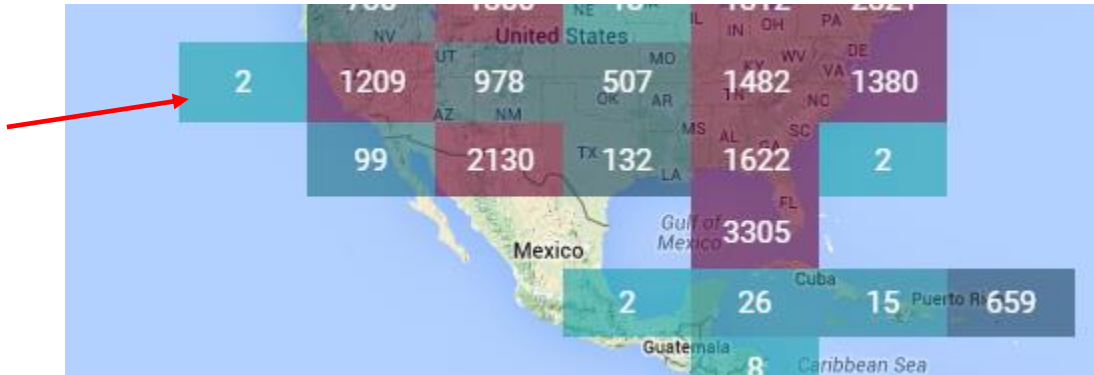 NE IL
NV IN OH PA
United States
UT MO KY WV DE
VA
2 1209 978 507 1482 1380
OK AR TN NC
AZ NM
MS AL GA SC
99 2130 TX 132 1622 2
LA
FL
Gulf of
Mexico 3305
Mexico
Cuba
2 26 15 Puerto 659
Guatemala
8 Caribbean Sea